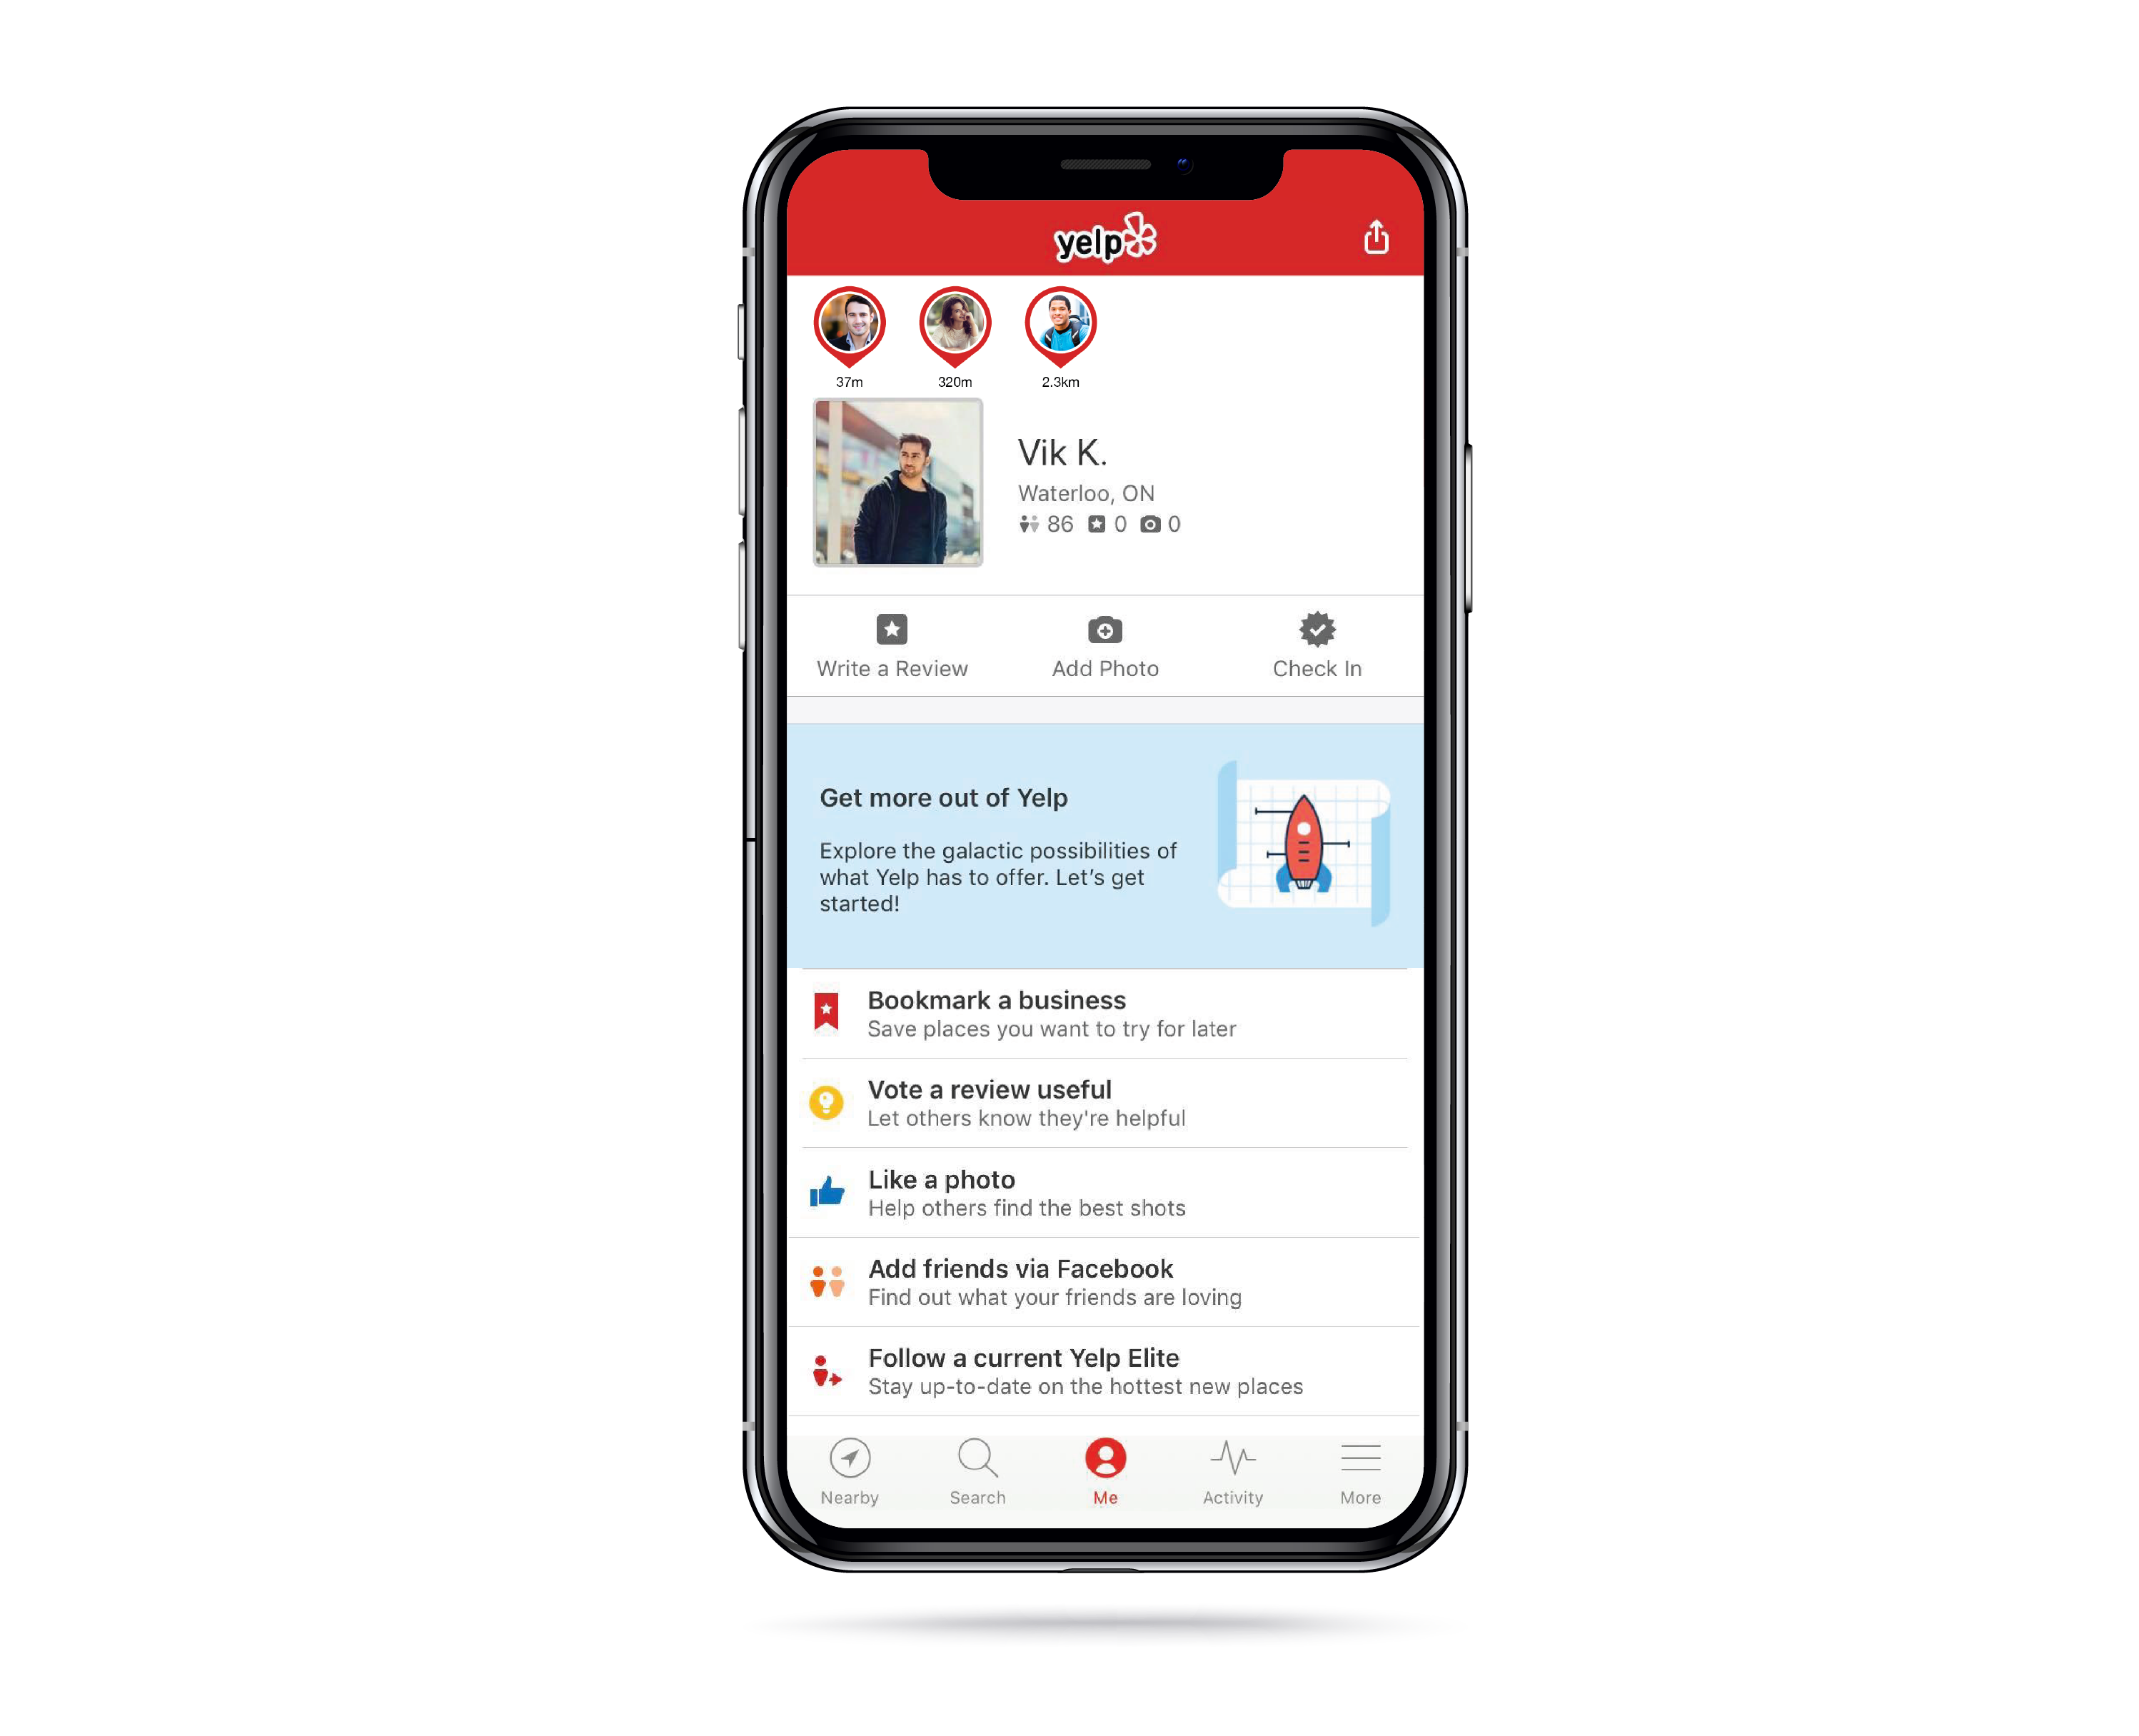 yelp
37m 320m 2.3km
Vik K.
Waterloo, ON
86 0 0
Write a Review Add Photo Check In
Get more out of Yelp
Explore the galactic possibilities of
what Yelp has to offer. Let’s get
started!
Bookmark a business
Save places you want to try for later
Vote a review useful
Let others know they're helpful
Like a photo
Help others find the best shots
Add friends via Facebook
Find out what your friends are loving
Follow a current Yelp Elite
Stay up-to-date on the hottest new places
Nearby Search Me Activity More